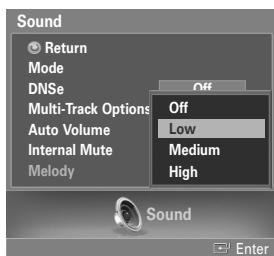 Sound
Return
Mode
DNSe Off
Multi-Track Options Off
Auto Volume Low
Internal Mute Medium
Melody High
Sound
Enter